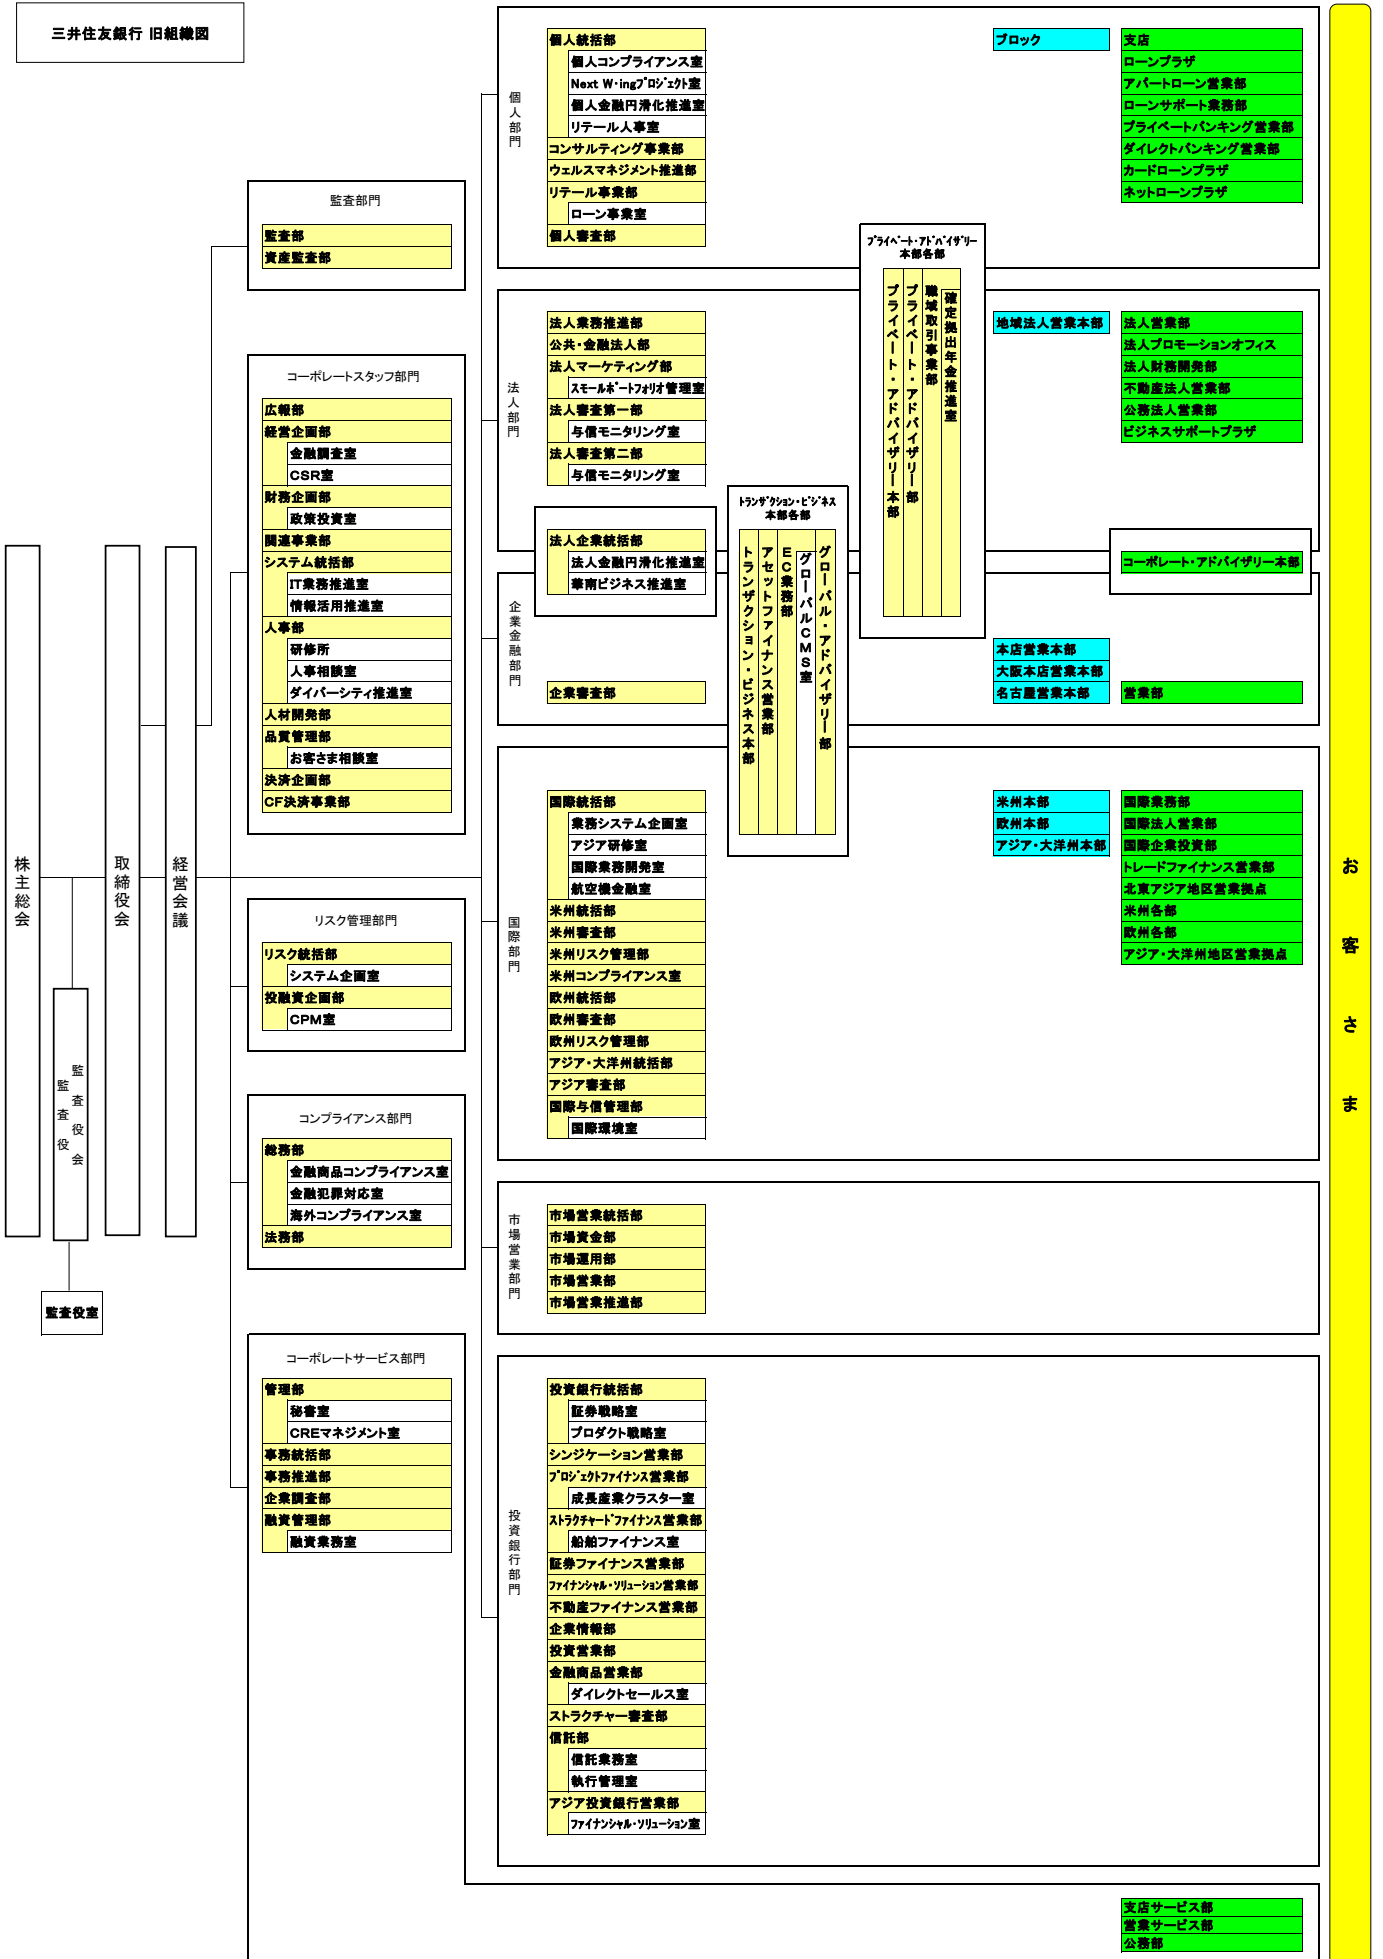 三井住友銀行 旧組織図
株主総会
監査役会
監査役
監査役室
取締役会
経営会議
監査部門
監査部
資産監査部
コーポレートスタッフ部門
広報部
経営企画部
金融調査室
CSR室
財務企画部
政策投資室
関連事業部
システム統括部
IT業務推進室
情報活用推進室
人事部
研修所
人事相談室
ダイバーシティ推進室
人材開発部
品質管理部
お客さま相談室
決済企画部
CF決済事業部
リスク管理部門
リスク統括部
システム企画室
投融資企画部
CPM室
コンプライアンス部門
総務部
金融商品コンプライアンス室
金融犯罪対応室
海外コンプライアンス室
法務部
コーポレートサービス部門
管理部
秘書室
CREマネジメント室
事務統括部
事務推進部
企業調査部
融資管理部
融資業務室
支店サービス部
営業サービス部
公務部
個人部門
個人統括部
個人コンプライアンス室
Next W・ingプロジェクト室
個人金融円滑化推進室
リテール人事室
コンサルティング事業部
ウェルスマネジメント推進部
リテール事業部
ローン事業室
個人審査部
ブロック
支店
ローンプラザ
アパートローン営業部
ローンサポート業務部
プライベートバンキング営業部
ダイレクトバンキング営業部
カードローンプラザ
ネットローンプラザ
プライベート・アドバイザリー
本部各部
プライベート・アドバイザリー本部
プライベート・アドバイザリー部
職域取引事業部
確定拠出年金推進室
法人部門
法人業務推進部
公共・金融法人部
法人マーケティング部
スモールポートフォリオ管理室
法人審査第一部
与信モニタリング室
法人審査第二部
与信モニタリング室
地域法人営業本部
法人営業部
法人プロモーションオフィス
法人財務開発部
不動産法人営業部
公務法人営業部
ビジネスサポートプラザ
法人企業統括部
法人金融円滑化推進室
華南ビジネス推進室
コーポレート・アドバイザリー本部
トランザクション・ビジネス
本部各部
トランザクション・ビジネス本部
アセットファイナンス営業部
EC業務部
グローバルCMS室
グローバル・アドバイザリー部
企業金融部門
企業審査部
本店営業本部
大阪本店営業本部
名古屋営業本部
営業部
国際部門
国際統括部
業務システム企画室
アジア研修室
国際業務開発室
航空機金融室
米州統括部
米州審査部
米州リスク管理部
米州コンプライアンス室
欧州統括部
欧州審査部
欧州リスク管理部
アジア・大洋州統括部
アジア審査部
国際与信管理部
国際環境室
米州本部
欧州本部
アジア・大洋州本部
国際業務部
国際法人営業部
国際企業投資部
トレードファイナンス営業部
北東アジア地区営業拠点
米州各部
欧州各部
アジア・大洋州地区営業拠点
市場営業部門
市場営業統括部
市場資金部
市場運用部
市場営業部
市場営業推進部
投資銀行部門
投資銀行統括部
証券戦略室
プロダクト戦略室
シンジケーション営業部
プロジェクトファイナンス営業部
成長産業クラスター室
ストラクチャードファイナンス営業部
船舶ファイナンス室
証券ファイナンス営業部
ファイナンシャル・ソリューション営業部
不動産ファイナンス営業部
企業情報部
投資営業部
金融商品営業部
ダイレクトセールス室
ストラクチャー審査部
信託部
信託業務室
執行管理室
アジア投資銀行営業部
ファイナンシャル・ソリューション室
お客さま